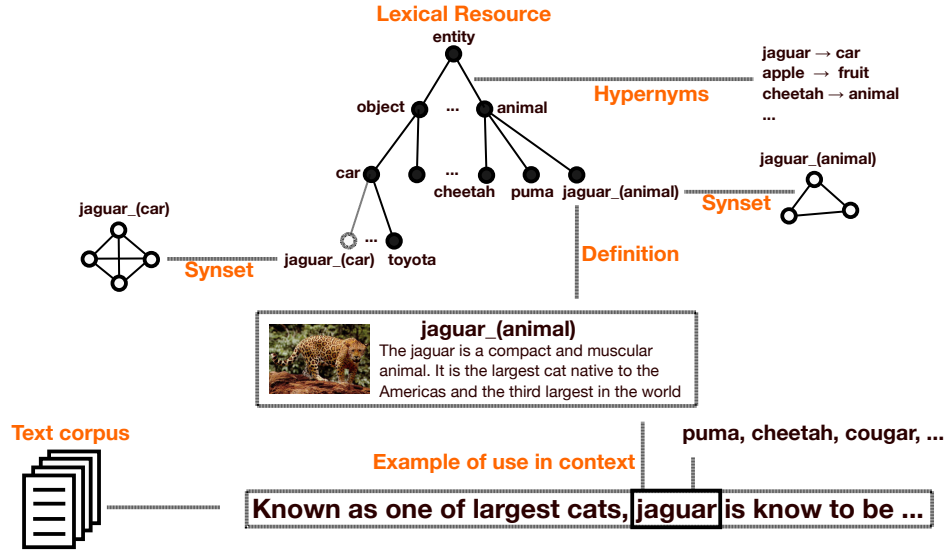 Lexical Resource
entity
jaguar → car
apple → fruit
cheetah → animal
...
Hypernyms
object
...
animal
jaguar_(animal)
car
...
cheetah
puma
jaguar_(animal)
Synset
jaguar_(car)
Synset
jaguar_(car)
...
toyota
Definition
jaguar_(animal)
The jaguar is a compact and muscular
animal. It is the largest cat native to the
Americas and the third largest in the world
Text corpus
puma, cheetah, cougar, ...
Example of use in context
Known as one of largest cats, jaguar is know to be ...